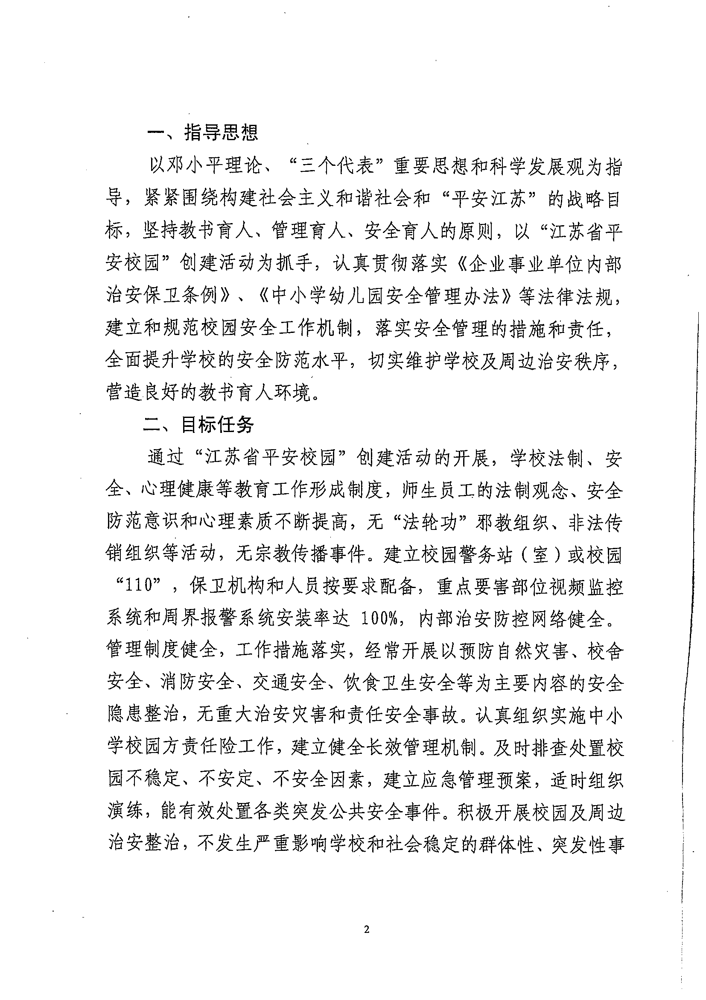 一、指导思想
以邓小平理论、“三个代表”重要思想和科学发展观为指
导，紧紧围绕构建社会主义和谐社会和“平安江苏”的战略目
标，坚持教书育人、管理育人、安全育人的原则，以“江苏省平
安校园”创建活动为抓手，认真贯彻落实《企业事业单位内部
治安保卫条例》、《中小学幼儿园安全管理办法》等法律法规，
建立和规范校园安全工作机制，落实安全管理的措施和责任，
全面提升学校的安全防范水平，切实维护学校及周边治安秩序，
营造良好的教书育人环境。
二、目标任务
通过“江苏省平安校园”创建活动的开展，学校法制、安
全、心理健康等教育工作形成制度，师生员工的法制观念、安全
防范意识和心理素质不断提高，无“法轮功”邪教组织、非法传
销组织等活动，无宗教传播事件。建立校园警务站（室）或校园
“110”，保卫机构和人员按要求配备，重点要害部位视频监控
系统和周界报警系统安装率达 100%，内部治安防控网络健全。
管理制度健全，工作措施落实，经常开展以预防自然灾害、校舍
安全、消防安全、交通安全、饮食卫生安全等为主要内容的安全
隐患整治，无重大治安灾害和责任安全事故。认真组织实施中小
学校园方责任险工作，建立健全长效管理机制。及时排查处置校
园不稳定、不安定、不安全因素，建立应急管理预案，适时组织
演练，能有效处置各类突发公共安全事件。积极开展校园及周边
治安整治，不发生严重影响学校和社会稳定的群体性、突发性事
2